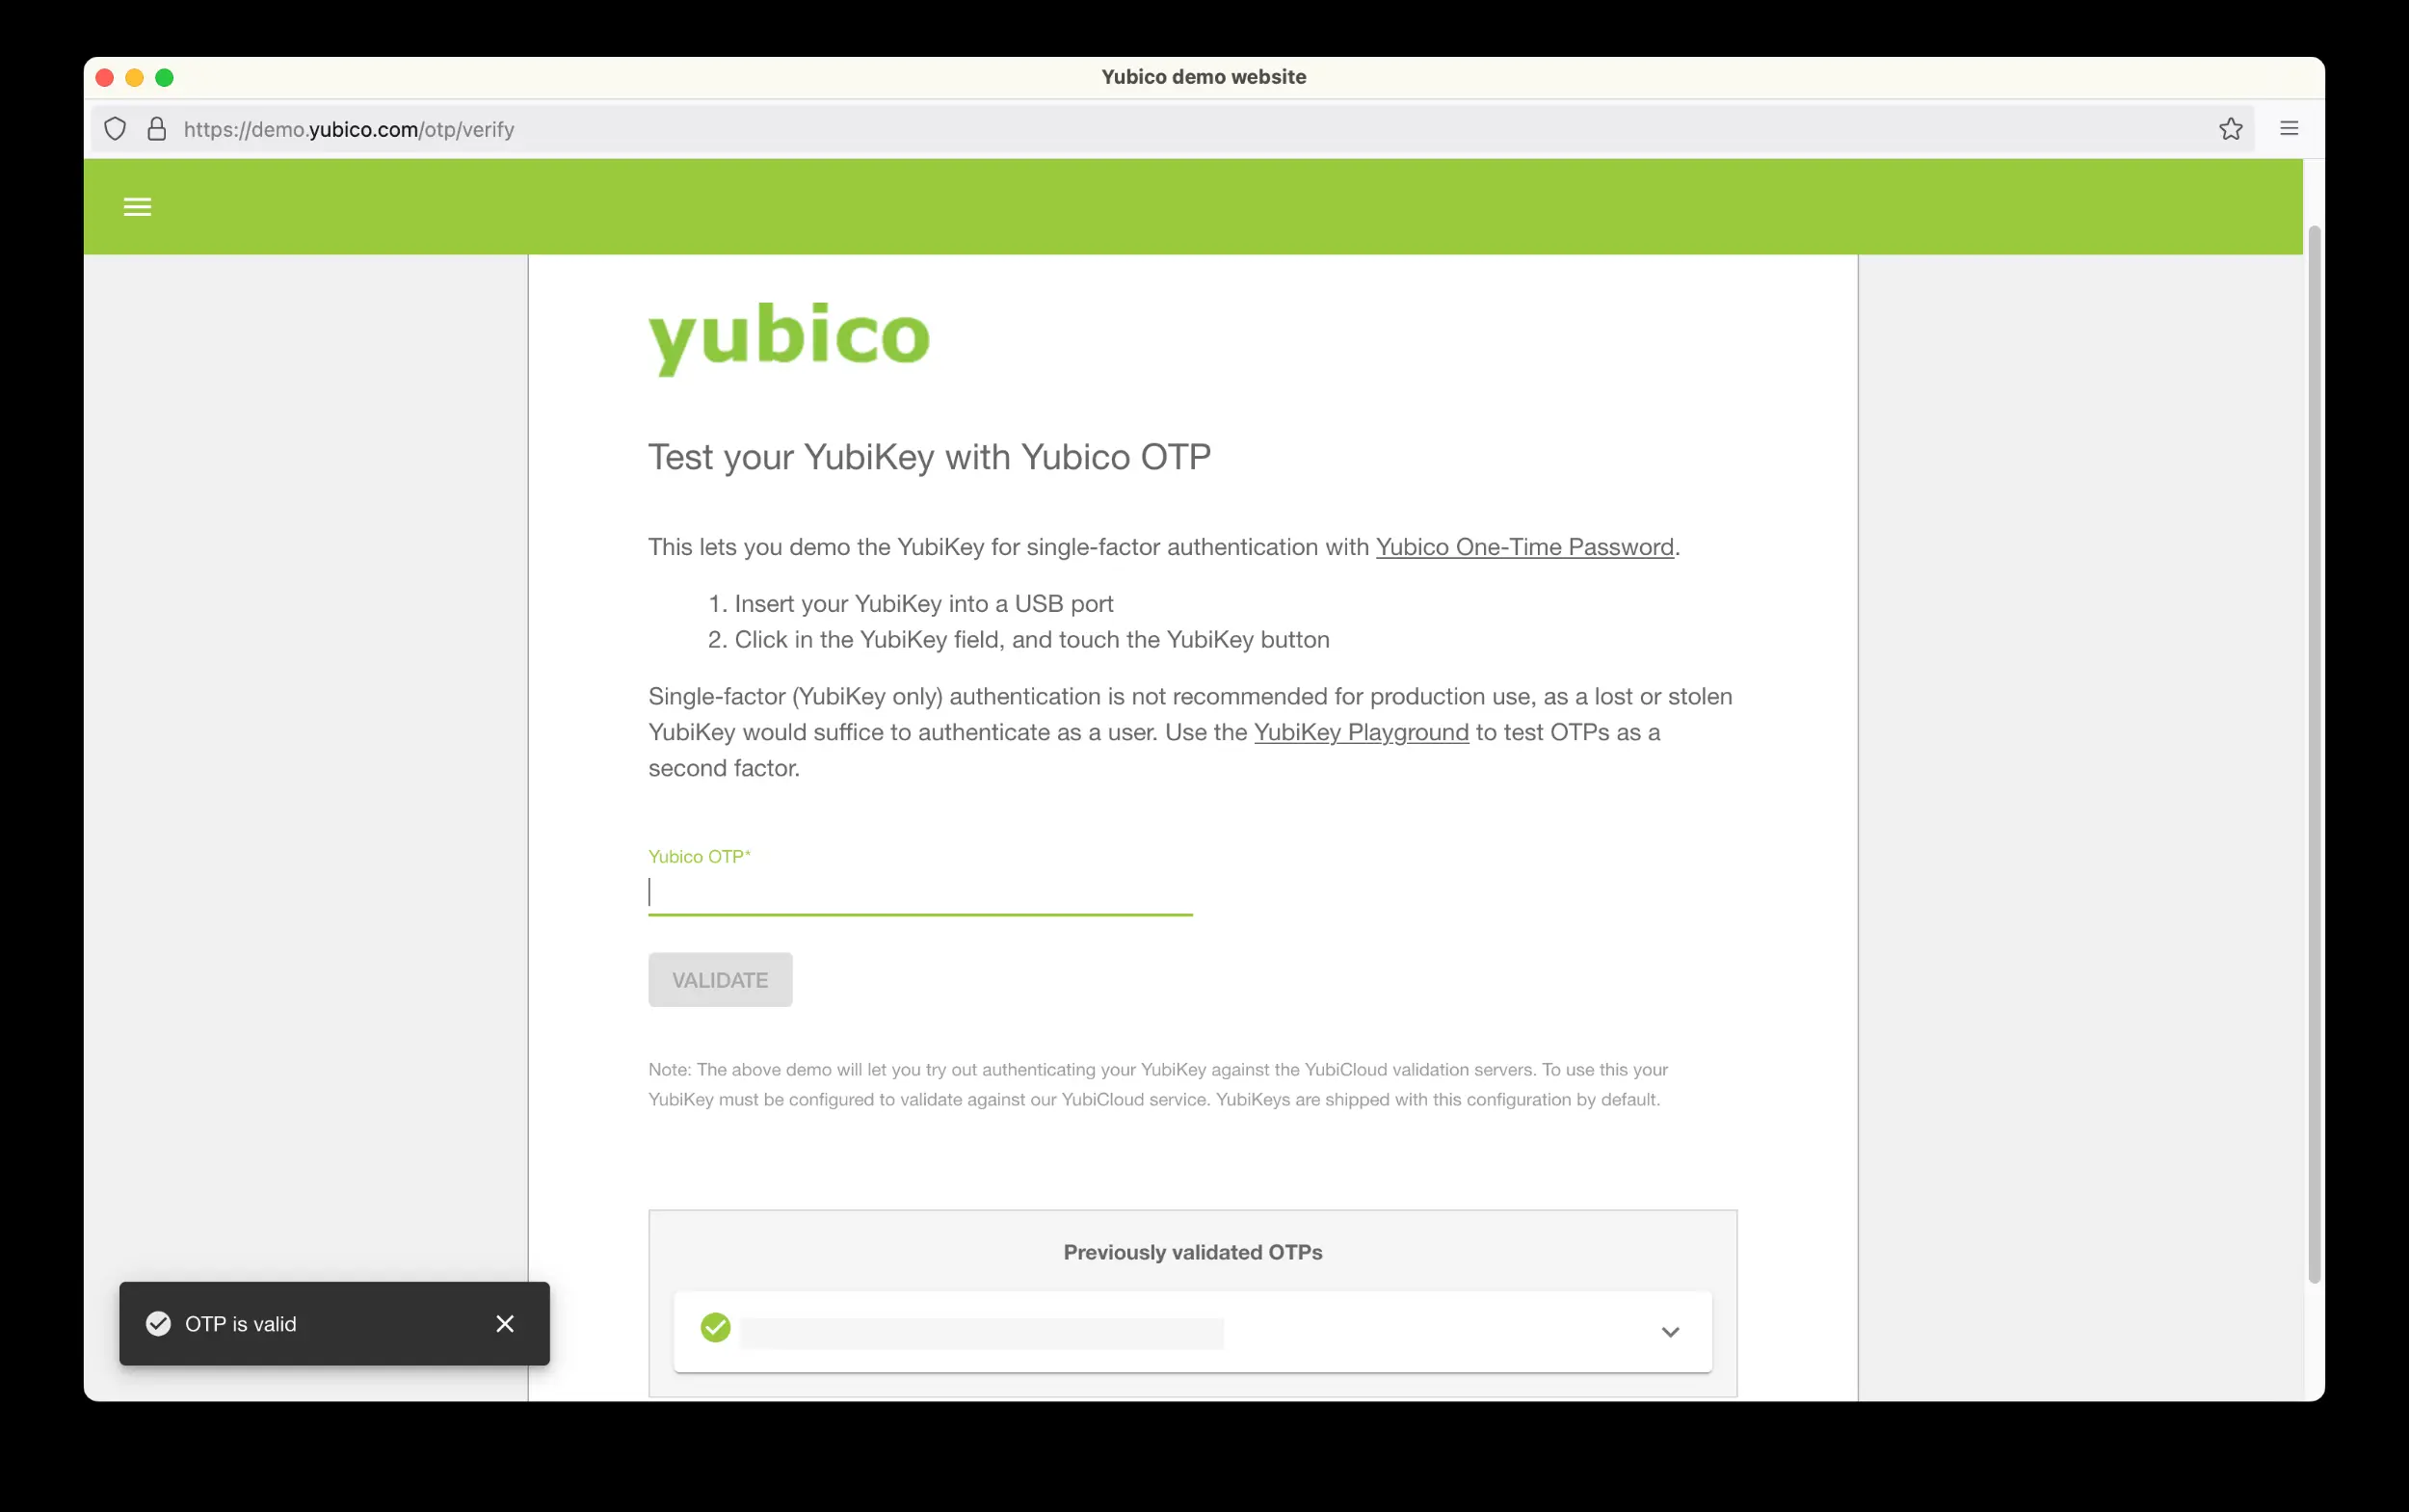 Yubico demo website
https://demo.yubico.com/otp/verify
yubico
Test your YubiKey with Yubico OTP
This lets you demo the YubiKey for single-factor authentication with Yubico One-Time Password.
1. Insert your YubiKey into a USB port
2. Click in the YubiKey field, and touch the YubiKey button
Single-factor (YubiKey only) authentication is not recommended for production use, as a lost or stolen
YubiKey would suffice to authenticate as a user. Use the YubiKey Playground to test OTPs as a
second factor.
Yubico OTP*
VALIDATE
Note: The above demo will let you try out authenticating your YubiKey against the YubiCloud validation servers. To use this your
YubiKey must be configured to validate against our YubiCloud service. YubiKeys are shipped with this configuration by default.
Previously validated OTPs
OTP is valid